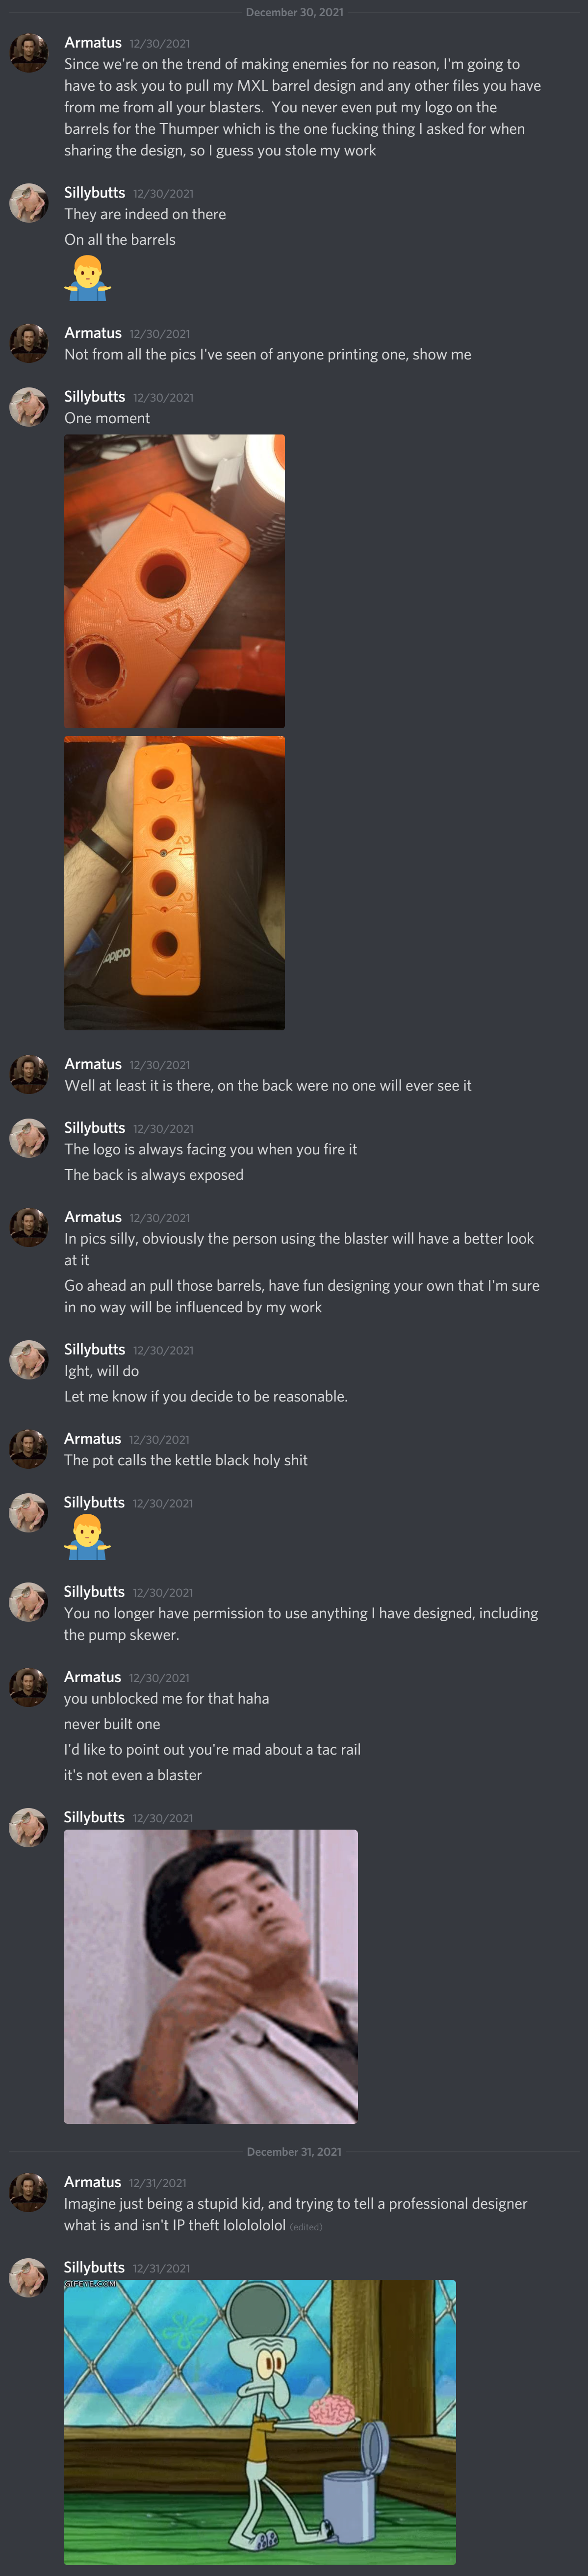 December 30, 2021
Armatus 12/30/2021
Since we're on the trend of making enemies for no reason, I'm going to
have to ask you to pull my MXL barrel design and any other files you have
from me from all your blasters. You never even put my logo on the
barrels for the Thumper which is the one fucking thing I asked for when
sharing the design, so I guess you stole my work
Sillybutts 12/30/2021
They are indeed on there
On all the barrels
Armatus 12/30/2021
Not from all the pics I've seen of anyone printing one, show me
Sillybutts 12/30/2021
One moment
adidas
Armatus 12/30/2021
Well at least it is there, on the back were no one will ever see it
Sillybutts 12/30/2021
The logo is always facing you when you fire it
The back is always exposed
Armatus 12/30/2021
In pics silly, obviously the person using the blaster will have a better look
at it
Go ahead an pull those barrels, have fun designing your own that I'm sure
in no way will be influenced by my work
Sillybutts 12/30/2021
Ight, will do
Let me know if you decide to be reasonable.
Armatus 12/30/2021
The pot calls the kettle black holy shit
Sillybutts 12/30/2021
Sillybutts 12/30/2021
You no longer have permission to use anything I have designed, including
the pump skewer.
Armatus 12/30/2021
you unblocked me for that haha
never built one
I'd like to point out you're mad about a tac rail
it's not even a blaster
Sillybutts 12/30/2021
December 31, 2021
Armatus 12/31/2021
Imagine just being a stupid kid, and trying to tell a professional designer
what is and isn't IP theft lolololololol (edited)
Sillybutts 12/31/2021
GIFETE.COM